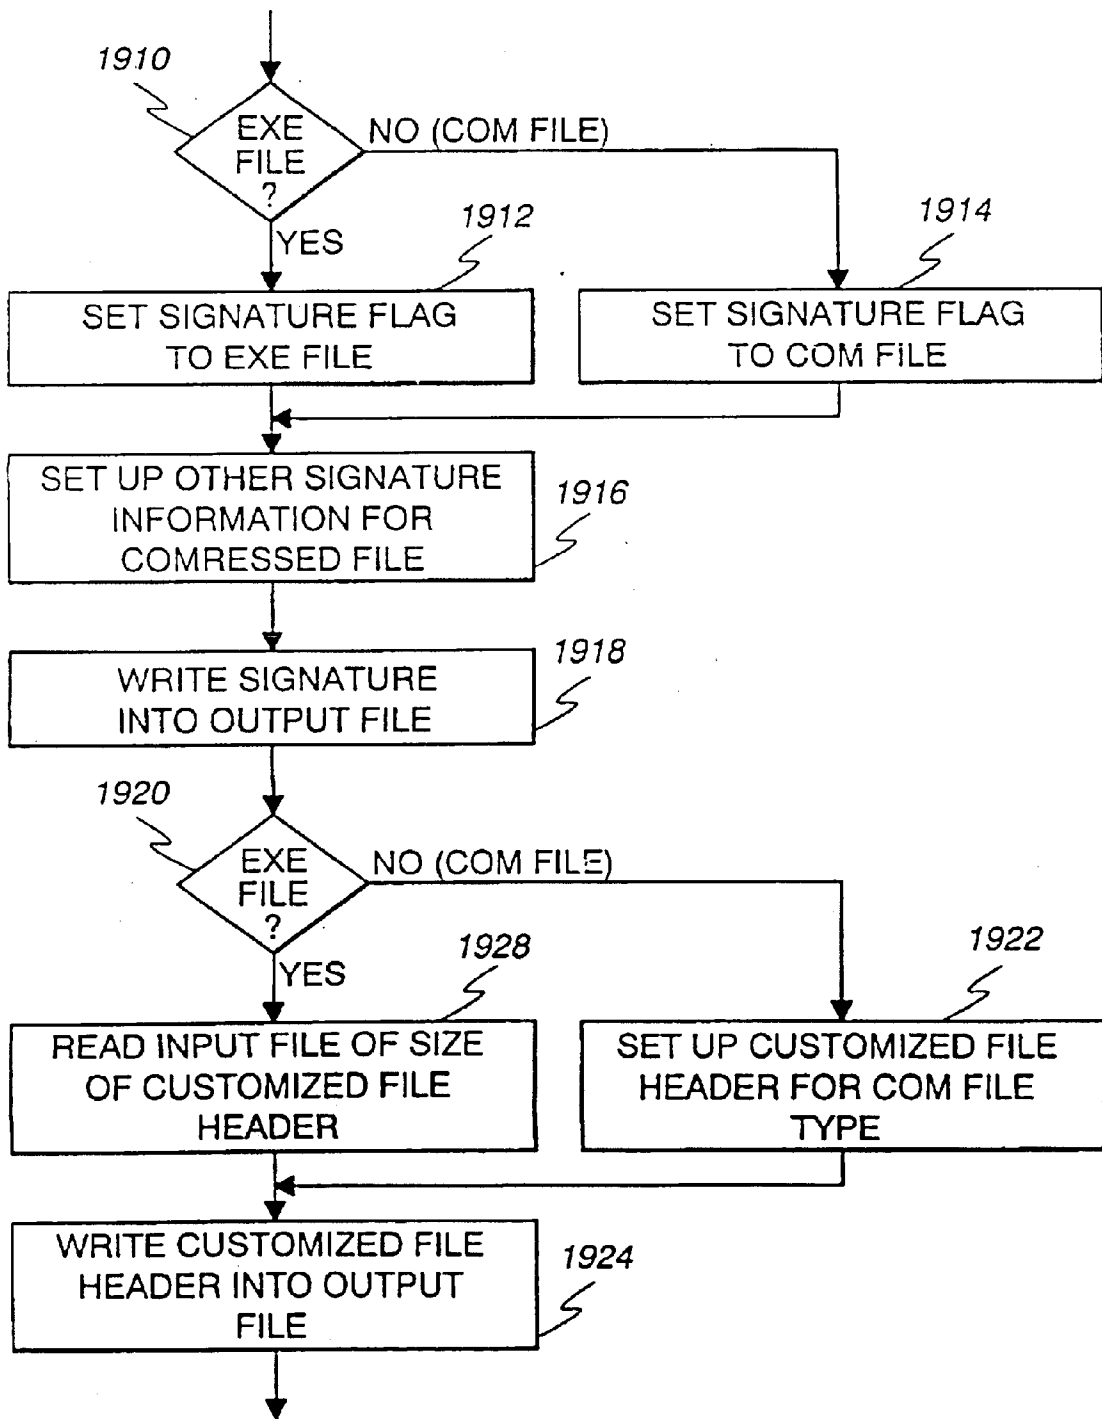 1910
EXE
FILE
?
NO (COM FILE)
YES
1912
1914
SET SIGNATURE FLAG
TO EXE FILE
SET SIGNATURE FLAG
TO COM FILE
SET UP OTHER SIGNATURE
INFORMATION FOR
COMRESSED FILE
1916
WRITE SIGNATURE
INTO OUTPUT FILE
1918
1920
EXE
FILE
?
NO (COM FILE)
YES
1928
1922
READ INPUT FILE OF SIZE
OF CUSTOMIZED FILE
HEADER
SET UP CUSTOMIZED FILE
HEADER FOR COM FILE
TYPE
WRITE CUSTOMIZED FILE
HEADER INTO OUTPUT
FILE
1924